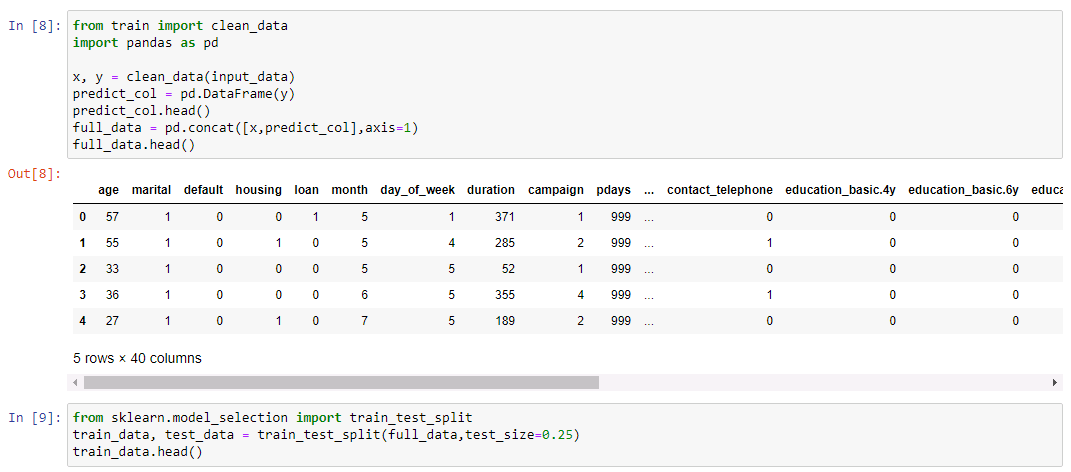 In [8]: from train import clean_data
import pandas as pd
x, y = clean_data(input_data)
predict_col = pd.DataFrame(y)
predict_col.head()
full_data = pd.concat([x,predict_col],axis=1)
full_data.head()
Out[8]:
age marital default housing loan month day_of_week duration campaign pdays ... contact_telephone education_basic.4y education_basic.6y educa
0 57 1 0 0 1 5 1 371 1 999 ... 0 0 0
1 55 1 0 1 0 5 4 285 2 999 ... 1 0 0
2 33 1 0 0 0 5 5 52 1 999 ... 0 0 0
3 36 1 0 0 0 6 5 355 4 999 ... 1 0 0
4 27 1 0 1 0 7 5 189 2 999 ... 0 0 0
5 rows × 40 columns
In [9]: from sklearn.model_selection import train_test_split
train_data, test_data = train_test_split(full_data,test_size=0.25)
train_data.head()